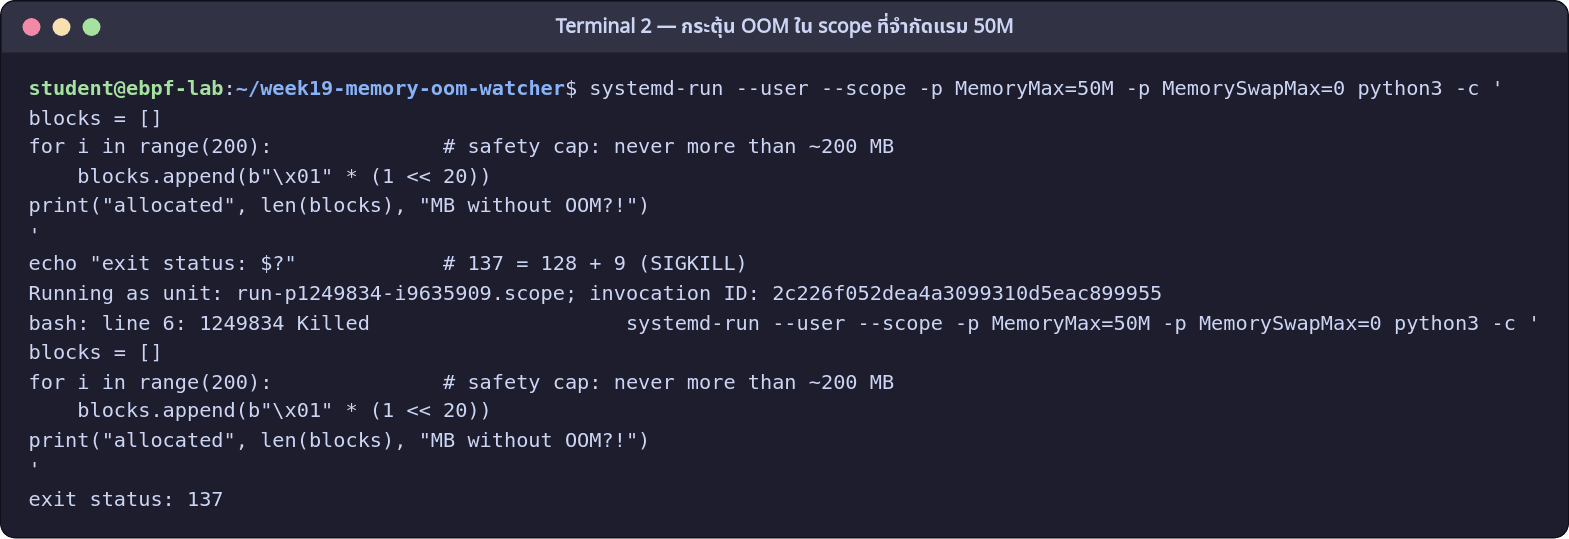 Terminal 2 — กระตุ้น OOM ใน scope ที่จำกัดแรม 50M
student@ebpf-lab:~/week19-memory-oom-watcher$ systemd-run --user --scope -p MemoryMax=50M -p MemorySwapMax=0 python3 -c '
blocks = []
for i in range(200):              # safety cap: never more than ~200 MB
    blocks.append(b"\x01" * (1 << 20))
print("allocated", len(blocks), "MB without OOM?!")
'
echo "exit status: $?"            # 137 = 128 + 9 (SIGKILL)
Running as unit: run-p1249834-i9635909.scope; invocation ID: 2c226f052dea4a3099310d5eac899955
bash: line 6: 1249834 Killed                     systemd-run --user --scope -p MemoryMax=50M -p MemorySwapMax=0 python3 -c '
blocks = []
for i in range(200):              # safety cap: never more than ~200 MB
    blocks.append(b"\x01" * (1 << 20))
print("allocated", len(blocks), "MB without OOM?!")
'
exit status: 137